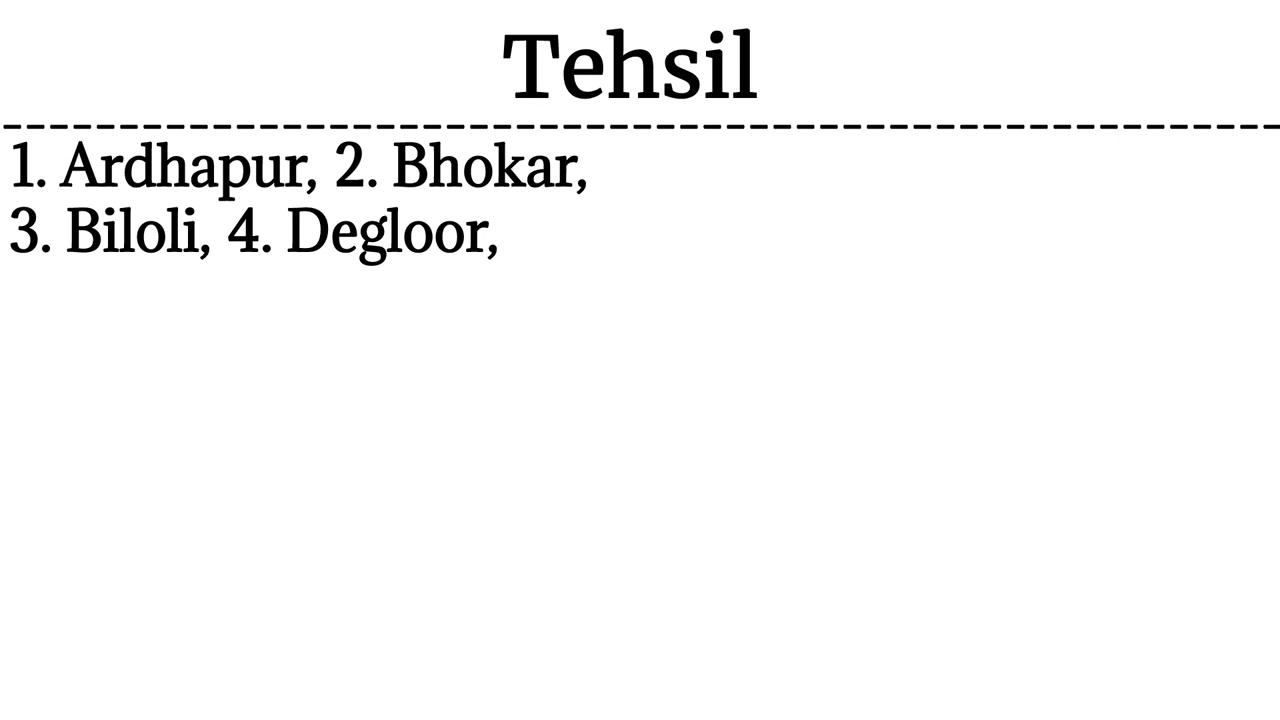 Tehsil
1. Ardhapur, 2. Bhokar,
3. Biloli, 4. Degloor,